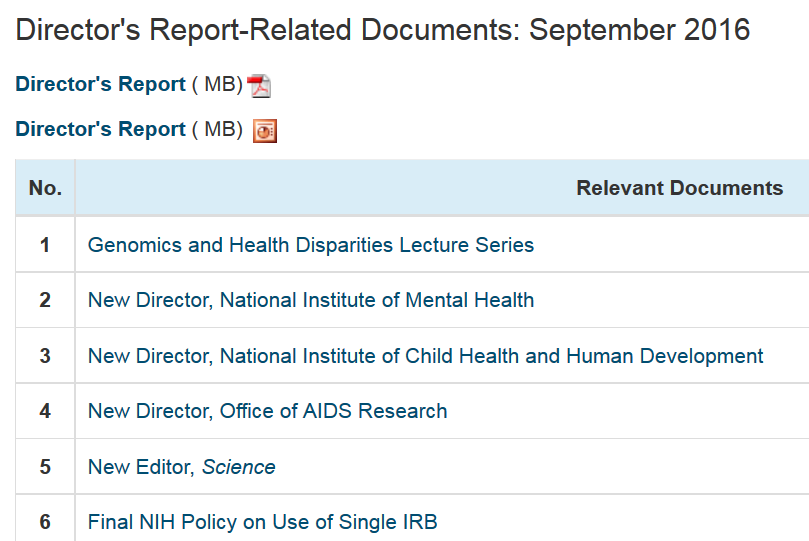 Director's Report-Related Documents: September 2016
Director's Report ( MB)
Director's Report ( MB)
No. Relevant Documents
1 Genomics and Health Disparities Lecture Series
2 New Director, National Institute of Mental Health
3 New Director, National Institute of Child Health and Human Development
4 New Director, Office of AIDS Research
5 New Editor, Science
6 Final NIH Policy on Use of Single IRB